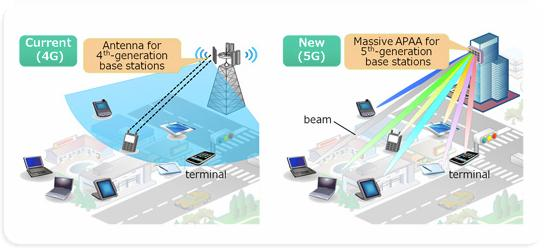 Current
(4G)
Antenna for
4th-generation
base stations
terminal
New
(5G)
Massive APAA for
5th-generation
base stations
beam
terminal